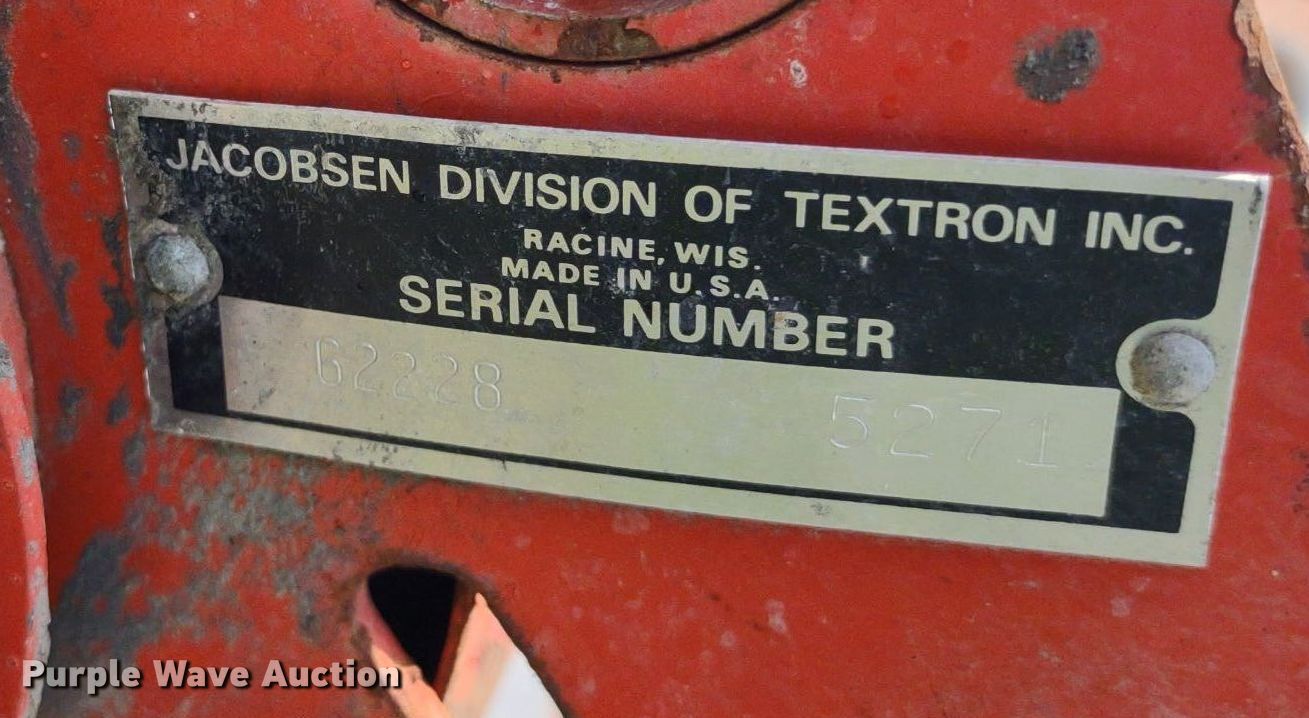 JACOBSEN DIVISION OF TEXTRON INC.
RACINE, WIS.
MADE IN U.S.A.
SERIAL NUMBER
62228 5271
Purple Wave Auction